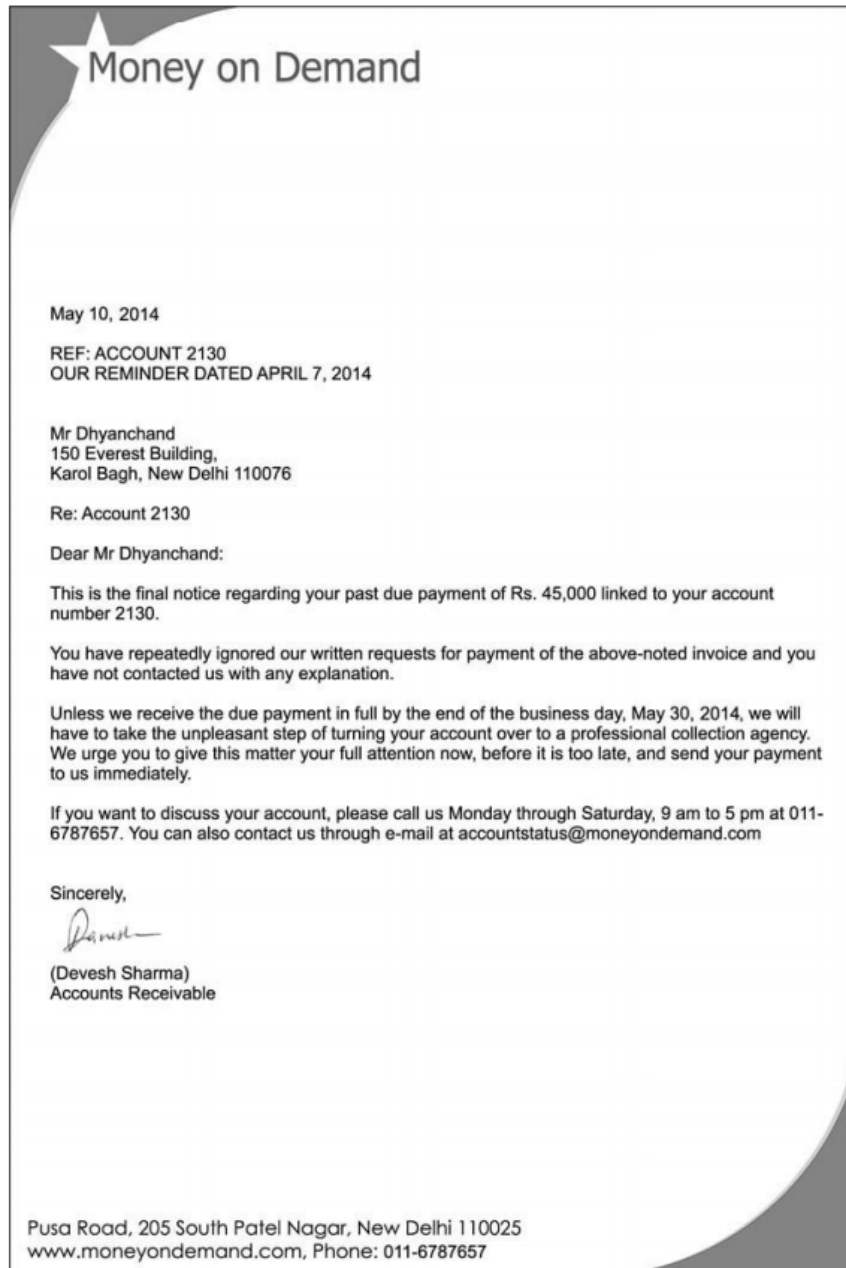 Money on Demand
May 10, 2014
REF: ACCOUNT 2130
OUR REMINDER DATED APRIL 7, 2014
Mr Dhyanchand
150 Everest Building,
Karol Bagh, New Delhi 110076
Re: Account 2130
Dear Mr Dhyanchand:
This is the final notice regarding your past due payment of Rs. 45,000 linked to your account
number 2130.
You have repeatedly ignored our written requests for payment of the above-noted invoice and you
have not contacted us with any explanation.
Unless we receive the due payment in full by the end of the business day, May 30, 2014, we will
have to take the unpleasant step of turning your account over to a professional collection agency.
We urge you to give this matter your full attention now, before it is too late, and send your payment
to us immediately.
If you want to discuss your account, please call us Monday through Saturday, 9 am to 5 pm at 011-
6787657. You can also contact us through e-mail at accountstatus@moneyondemand.com
Sincerely,
(Devesh Sharma)
Accounts Receivable
Pusa Road, 205 South Patel Nagar, New Delhi 110025
www.moneyondemand.com, Phone: 011-6787657